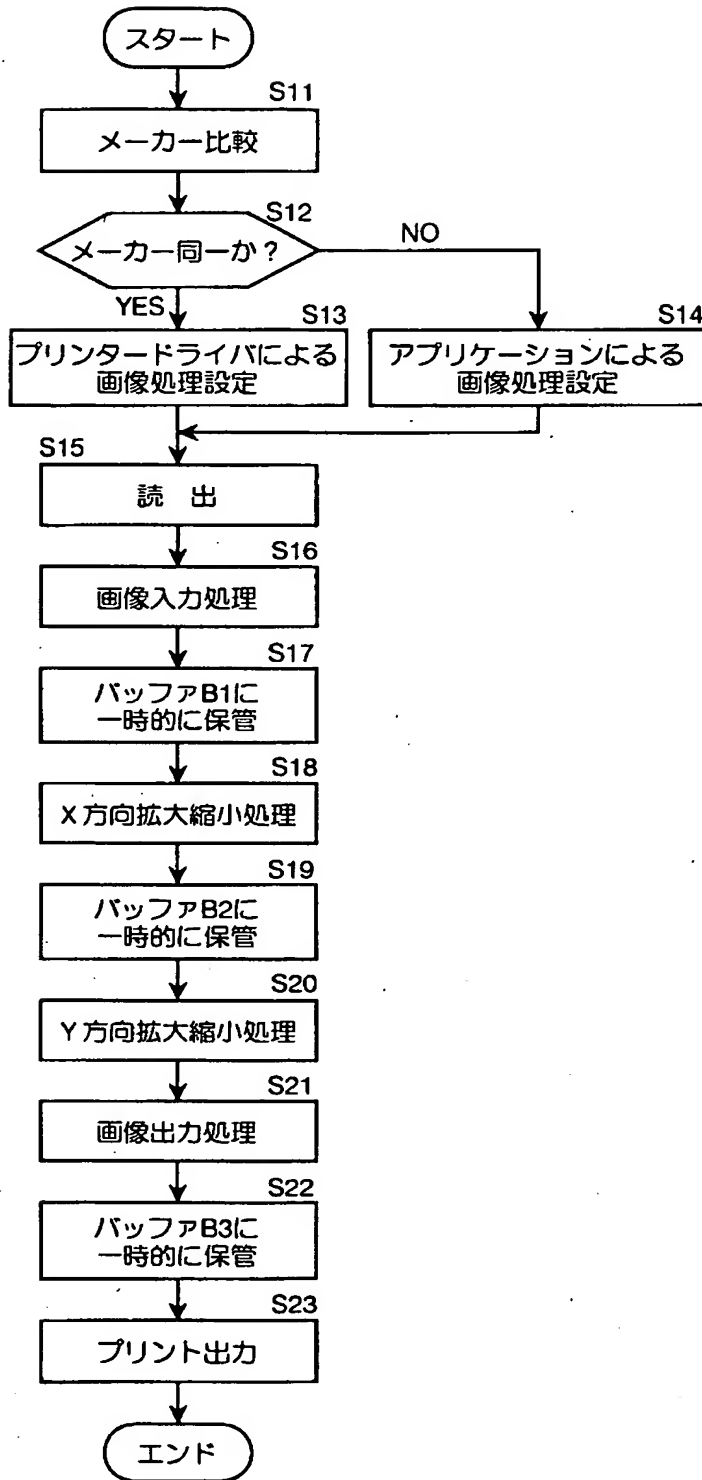 スタート
S11
メーカー比較
S12
メーカー同一か?
NO
YES
S13
プリンタードライバによる
画像処理設定
S14
アプリケーションによる
画像処理設定
S15
読 出
S16
画像入力処理
S17
バッファB1に
一時的に保管
S18
X方向拡大縮小処理
S19
バッファB2に
一時的に保管
S20
Y方向拡大縮小処理
S21
画像出力処理
S22
バッファB3に
一時的に保管
S23
プリント出力
エンド